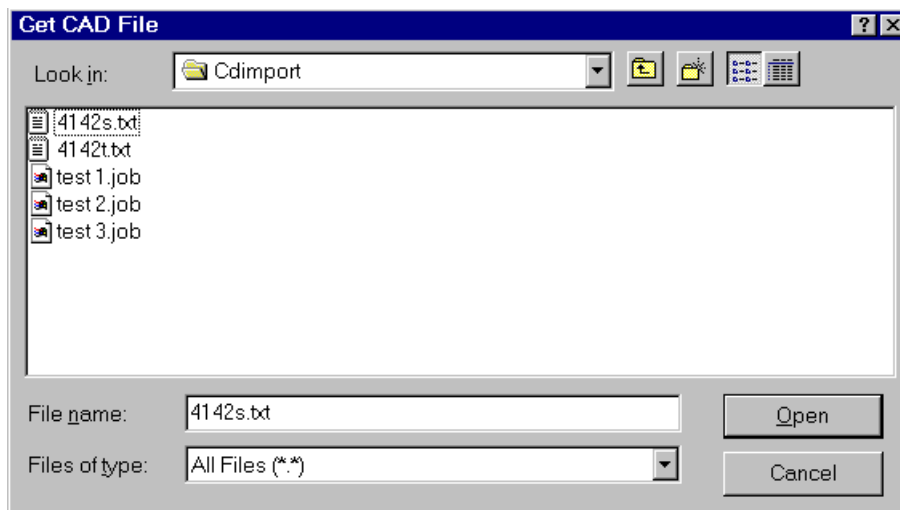 Get CAD File
Look in: Cdimport
4142s.txt
4142t.txt
test 1.job
test 2.job
test 3.job
File name: 4142s.txt Open
Files of type: All Files (*.*) Cancel